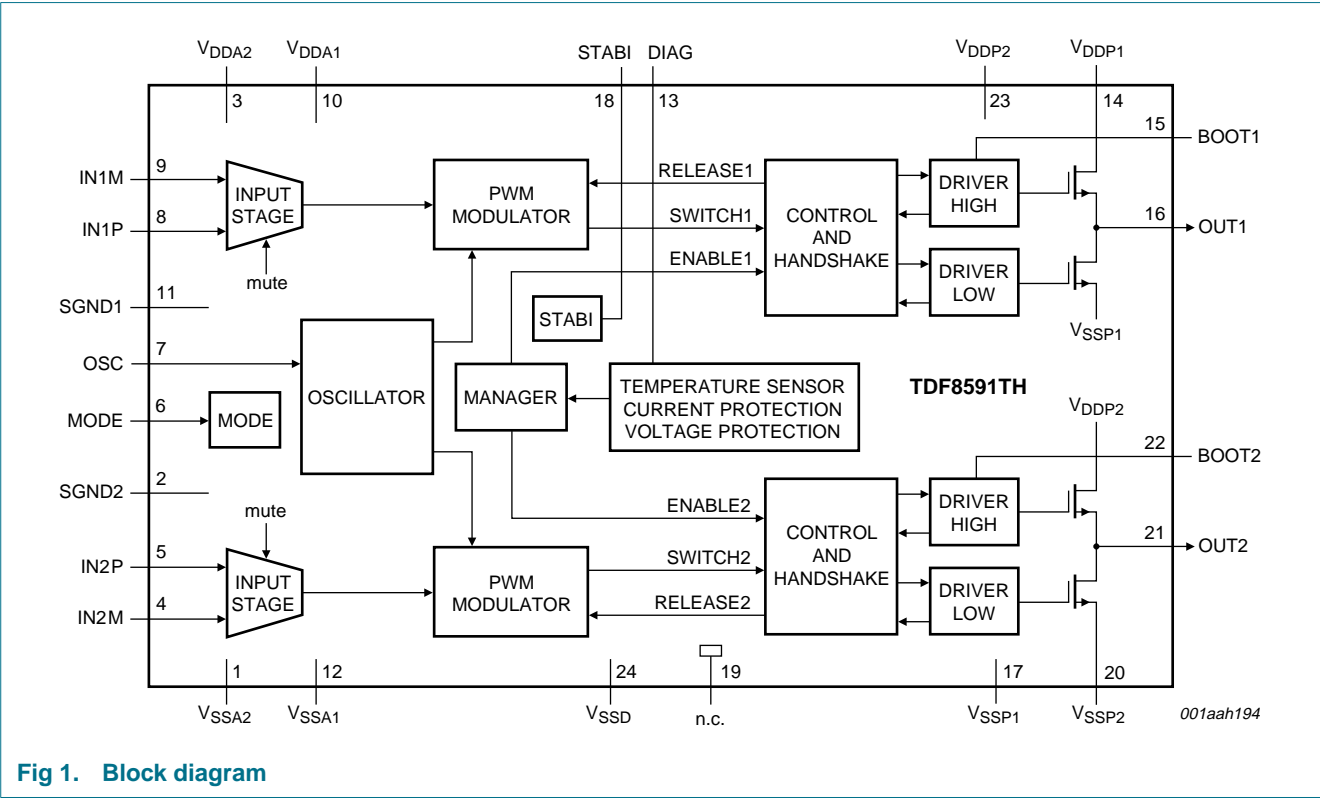 VDDA2 VDDA1 STABI DIAG VDDP2 VDDP1
3 10 18 13 23 14
15 BOOT1
IN1M 9
INPUT
STAGE
PWM
MODULATOR
RELEASE1
CONTROL
AND
HANDSHAKE
DRIVER
HIGH
IN1P 8
SWITCH1
16 OUT1
mute
ENABLE1
DRIVER
LOW
SGND1 11
STABI
VSSP1
OSC 7
OSCILLATOR
MANAGER
TEMPERATURE SENSOR
CURRENT PROTECTION
VOLTAGE PROTECTION
TDF8591TH
MODE 6
MODE
VDDP2
22 BOOT2
SGND2 2
mute
ENABLE2
CONTROL
AND
HANDSHAKE
DRIVER
HIGH
IN2P 5
INPUT
STAGE
PWM
MODULATOR
SWITCH2
21 OUT2
IN2M 4
RELEASE2
DRIVER
LOW
1 12 24 19 17 20
VSSA2 VSSA1 VSSD n.c. VSSP1 VSSP2
001aah194
Fig 1. Block diagram